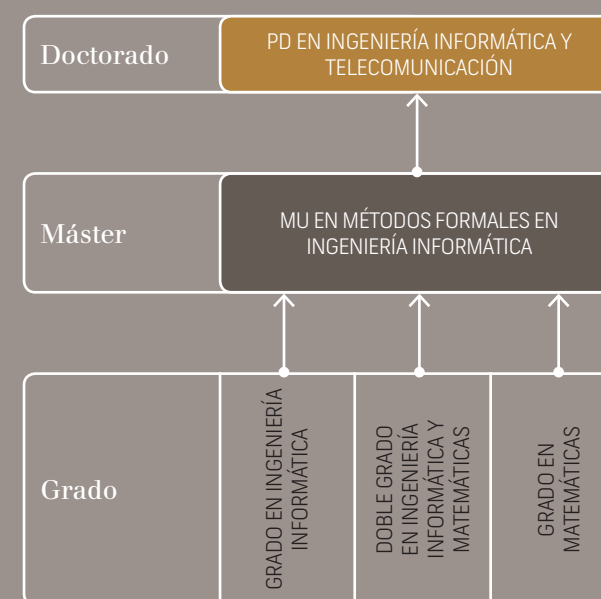 Doctorado
PD EN INGENIERÍA INFORMÁTICA Y
TELECOMUNICACIÓN
Máster
MU EN MÉTODOS FORMALES EN
INGENIERÍA INFORMÁTICA
Grado
GRADO EN INGENIERÍA
INFORMÁTICA
DOBLE GRADO
EN INGENIERÍA
INFORMÁTICA Y
MATEMÁTICAS
GRADO EN
MATEMÁTICAS